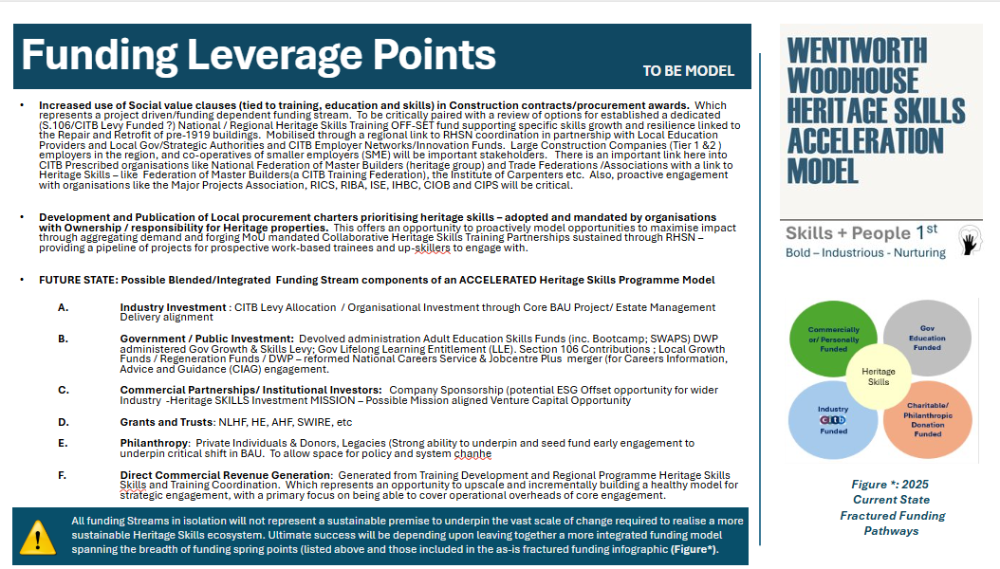 Funding Leverage Points
TO BE MODEL
• Increased use of Social value clauses (tied to training, education and skills) in Construction contracts/procurement awards. Which
represents a project driven/funding dependent funding stream. To be critically paired with a review of options for established a dedicated
(S.106/CITB Levy Funded ?) National / Regional Heritage Skills Training OFF-SET fund supporting specific skills growth and resilience linked to
the Repair and Retrofit of pre-1919 buildings. Mobilised through a regional link to RHSN coordination in partnership with Local Education
Providers and Local Gov/Strategic Authorities and CITB Employer Networks/Innovation Funds. Large Construction Companies (Tier 1 &2 )
employers in the region, and co-operatives of smaller employers (SME) will be important stakeholders. There is an important link here into
CITB Prescribed organisations like National Federation of Master Builders (heritage group) and Trade Federations /Associations with a link to
Heritage Skills – like Federation of Master Builders(a CITB Training Federation), the Institute of Carpenters etc. Also, proactive engagement
with organisations like the Major Projects Association, RICS, RIBA, ISE, IHBC, CIOB and CIPS will be critical.
• Development and Publication of Local procurement charters prioritising heritage skills – adopted and mandated by organisations
with Ownership / responsibility for Heritage properties. This offers an opportunity to proactively model opportunities to maximise impact
through aggregating demand and forging MoU mandated Collaborative Heritage Skills Training Partnerships sustained through RHSN –
providing a pipeline of projects for prospective work-based trainees and up-skillers to engage with.
• FUTURE STATE: Possible Blended/Integrated Funding Stream components of an ACCELERATED Heritage Skills Programme Model
A. Industry Investment : CITB Levy Allocation / Organisational Investment through Core BAU Project/ Estate Management
Delivery alignment
B. Government / Public Investment: Devolved administration Adult Education Skills Funds (inc. Bootcamp; SWAPS) DWP
administered Gov Growth & Skills Levy; Gov Lifelong Learning Entitlement (LLE). Section 106 Contributions ; Local Growth
Funds / Regeneration Funds / DWP – reformed National Careers Service & Jobcentre Plus merger (for Careers Information,
Advice and Guidance (CIAG) engagement.
C. Commercial Partnerships/ Institutional Investors: Company Sponsorship (potential ESG Offset opportunity for wider
Industry -Heritage SKILLS Investment MISSION – Possible Mission aligned Venture Capital Opportunity
D. Grants and Trusts: NLHF, HE, AHF, SWIRE, etc
E. Philanthropy: Private Individuals & Donors, Legacies (Strong ability to underpin and seed fund early engagement to
underpin critical shift in BAU. To allow space for policy and system chanhe
F. Direct Commercial Revenue Generation: Generated from Training Development and Regional Programme Heritage Skills
Skills and Training Coordination. Which represents an opportunity to upscale and incrementally building a healthy model for
strategic engagement, with a primary focus on being able to cover operational overheads of core engagement.
All funding Streams in isolation will not represent a sustainable premise to underpin the vast scale of change required to realise a more
sustainable Heritage Skills ecosystem. Ultimate success will be depending upon leaving together a more integrated funding model
spanning the breadth of funding spring points (listed above and those included in the as-is fractured funding infographic (Figure*).
WENTWORTH
WOODHOUSE
HERITAGE SKILLS
ACCELERATION
MODEL
Skills + People 1st
Bold – Industrious - Nurturing
Commercially
or/ Personally
Funded
Gov
Education
Funded
Heritage
Skills
Industry
citb
Funded
Charitable/
Philanthropic
Donation
Funded
Figure *: 2025
Current State
Fractured Funding
Pathways